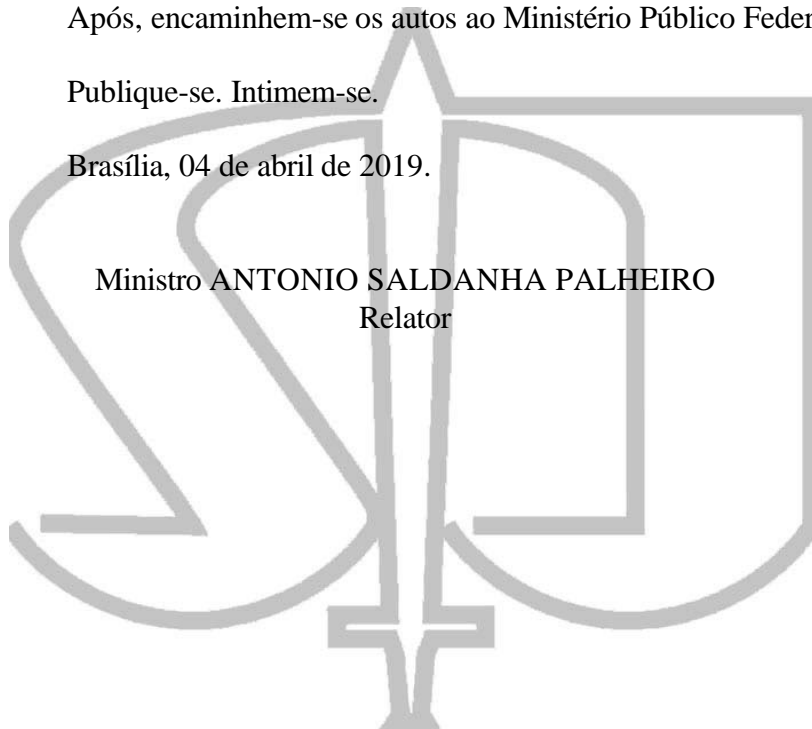 Após, encaminhem-se os autos ao Ministério Público
Publique-se. Intimem-se.
Brasília, 04 de abril de 2019.
Ministro ANTONIO SALDANHA PALHEIRO
Relator